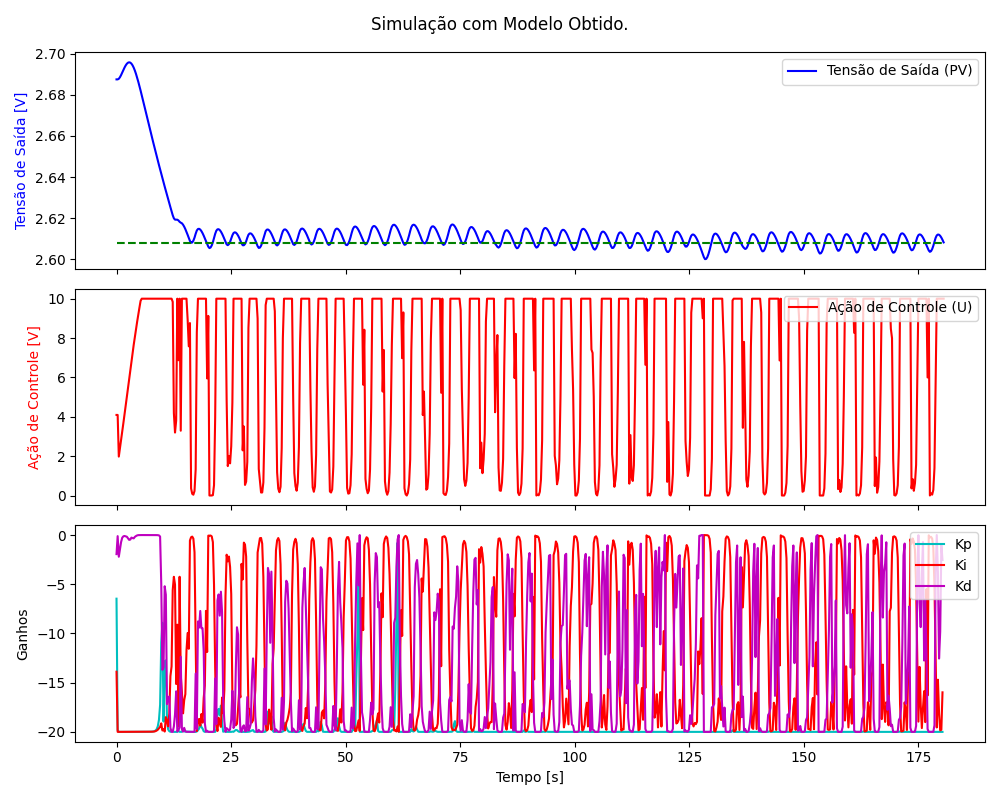 Simulação com Modelo Obtido.
2.70
2.68
2.66
2.64
2.62
2.60
Tensão de Saída [V]
Tensão de Saída (PV)
10
8
6
4
2
0
Ação de Controle [V]
Ação de Controle (U)
0
−5
−10
−15
−20
Ganhos
Kp
Ki
Kd
0
25
50
75
100
125
150
175
Tempo [s]